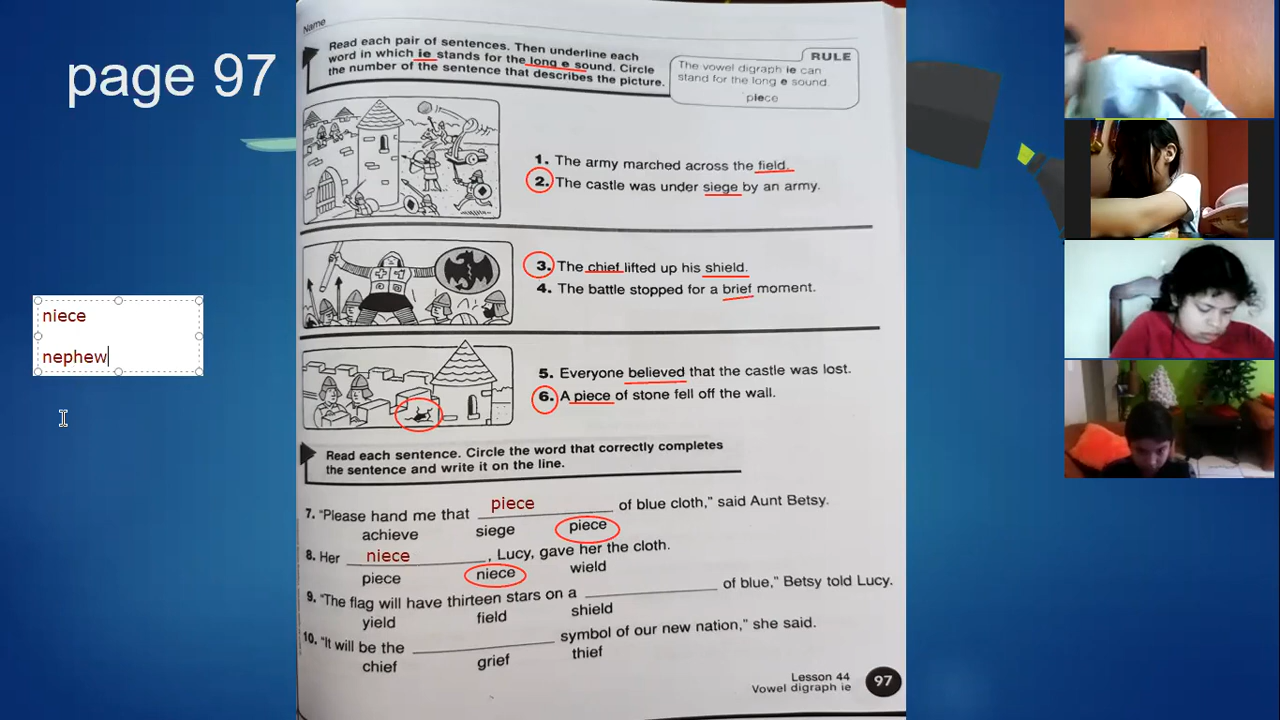 page 97
niece
nephew
Name
Read each pair of sentences. Then underline each
word in which ie stands for the long e sound. Circle
the number of the sentence that describes the picture.
RULE
The vowel digraph ie can
stand for the long e sound.
piece
1. The army marched across the field.
2. The castle was under siege by an army.
3. The chief lifted up his shield.
4. The battle stopped for a brief moment.
5. Everyone believed that the castle was lost.
6. A piece of stone fell off the wall.
Read each sentence. Circle the word that correctly completes
the sentence and write it on the line.
7. "Please hand me that piece of blue cloth," said Aunt Betsy.
achieve siege piece
8. Her niece, Lucy, gave her the cloth.
piece niece wield
9. "The flag will have thirteen stars on a ____ of blue," Betsy told Lucy.
yield field shield
10. "It will be the ____ symbol of our new nation," she said.
chief grief thief
Lesson 44
Vowel digraph ie
97